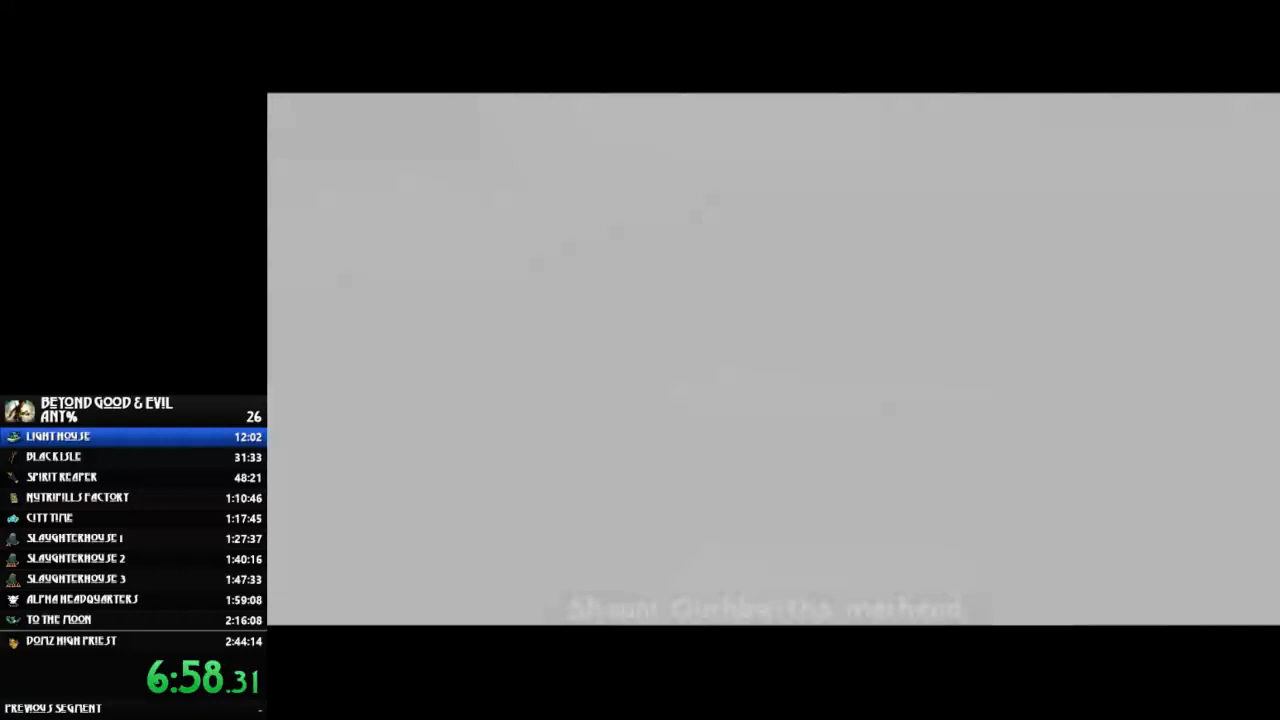 BEYOND GOOD & EVIL
ANY% 26
LIGHTHOUSE 12:02
BLACK ISLE 31:33
SPIRIT REAPER 48:21
NUTRIPILLS FACTORY 1:10:46
CITY TIME 1:17:45
SLAUGHTERHOUSE 1 1:27:37
SLAUGHTERHOUSE 2 1:40:16
SLAUGHTERHOUSE 3 1:47:33
ALPHA HEADQUARTERS 1:59:08
TO THE MOON 2:16:08
DOMZ HIGH PRIEST 2:44:14
6:58.31
PREVIOUS SEGMENT -